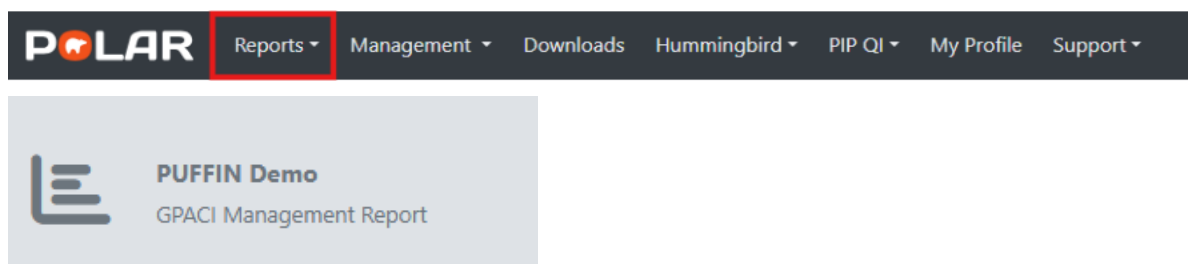 POLAR Reports Management Downloads Hummingbird PIP QI My Profile Support
PUFFIN Demo
GPACI Management Report